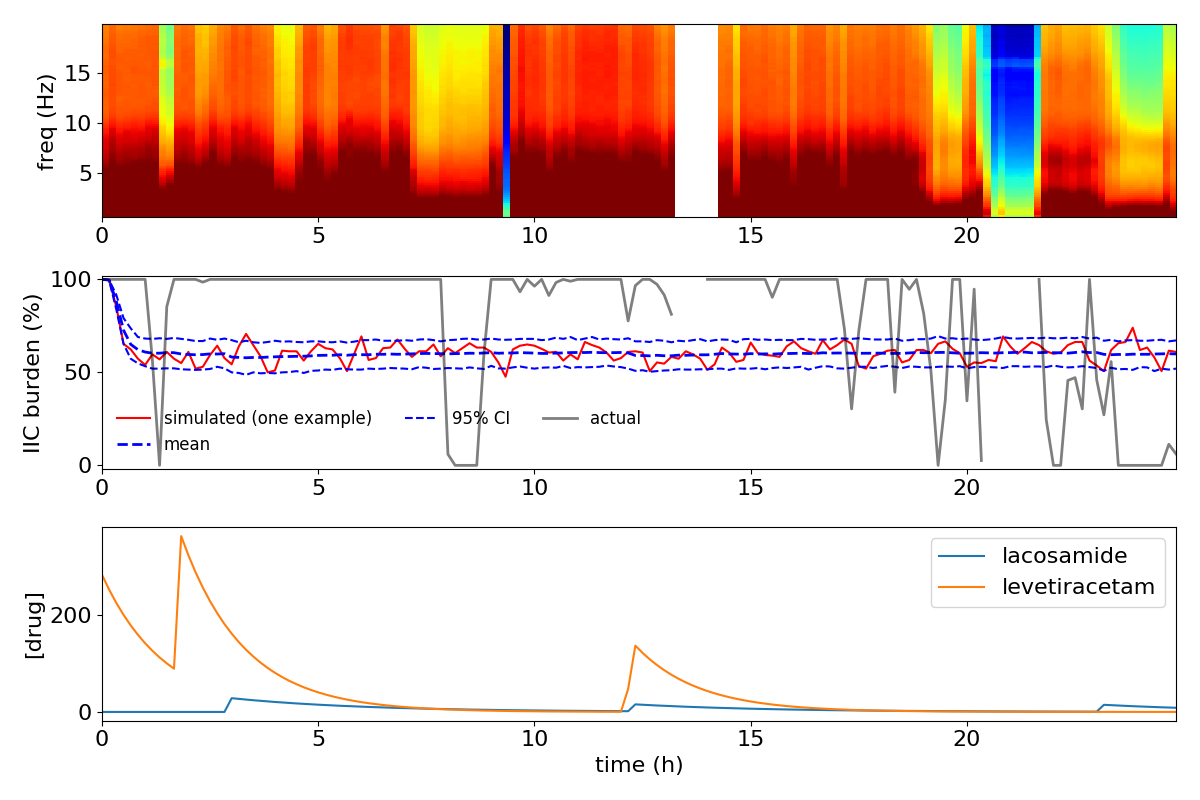 freq (Hz)
15
10
5
0 5 10 15 20
IIC burden (%)
100
50
0
simulated (one example) 95% CI actual
mean
0 5 10 15 20
[drug]
200
0
lacosamide
levetiracetam
0 5 10 15 20
time (h)